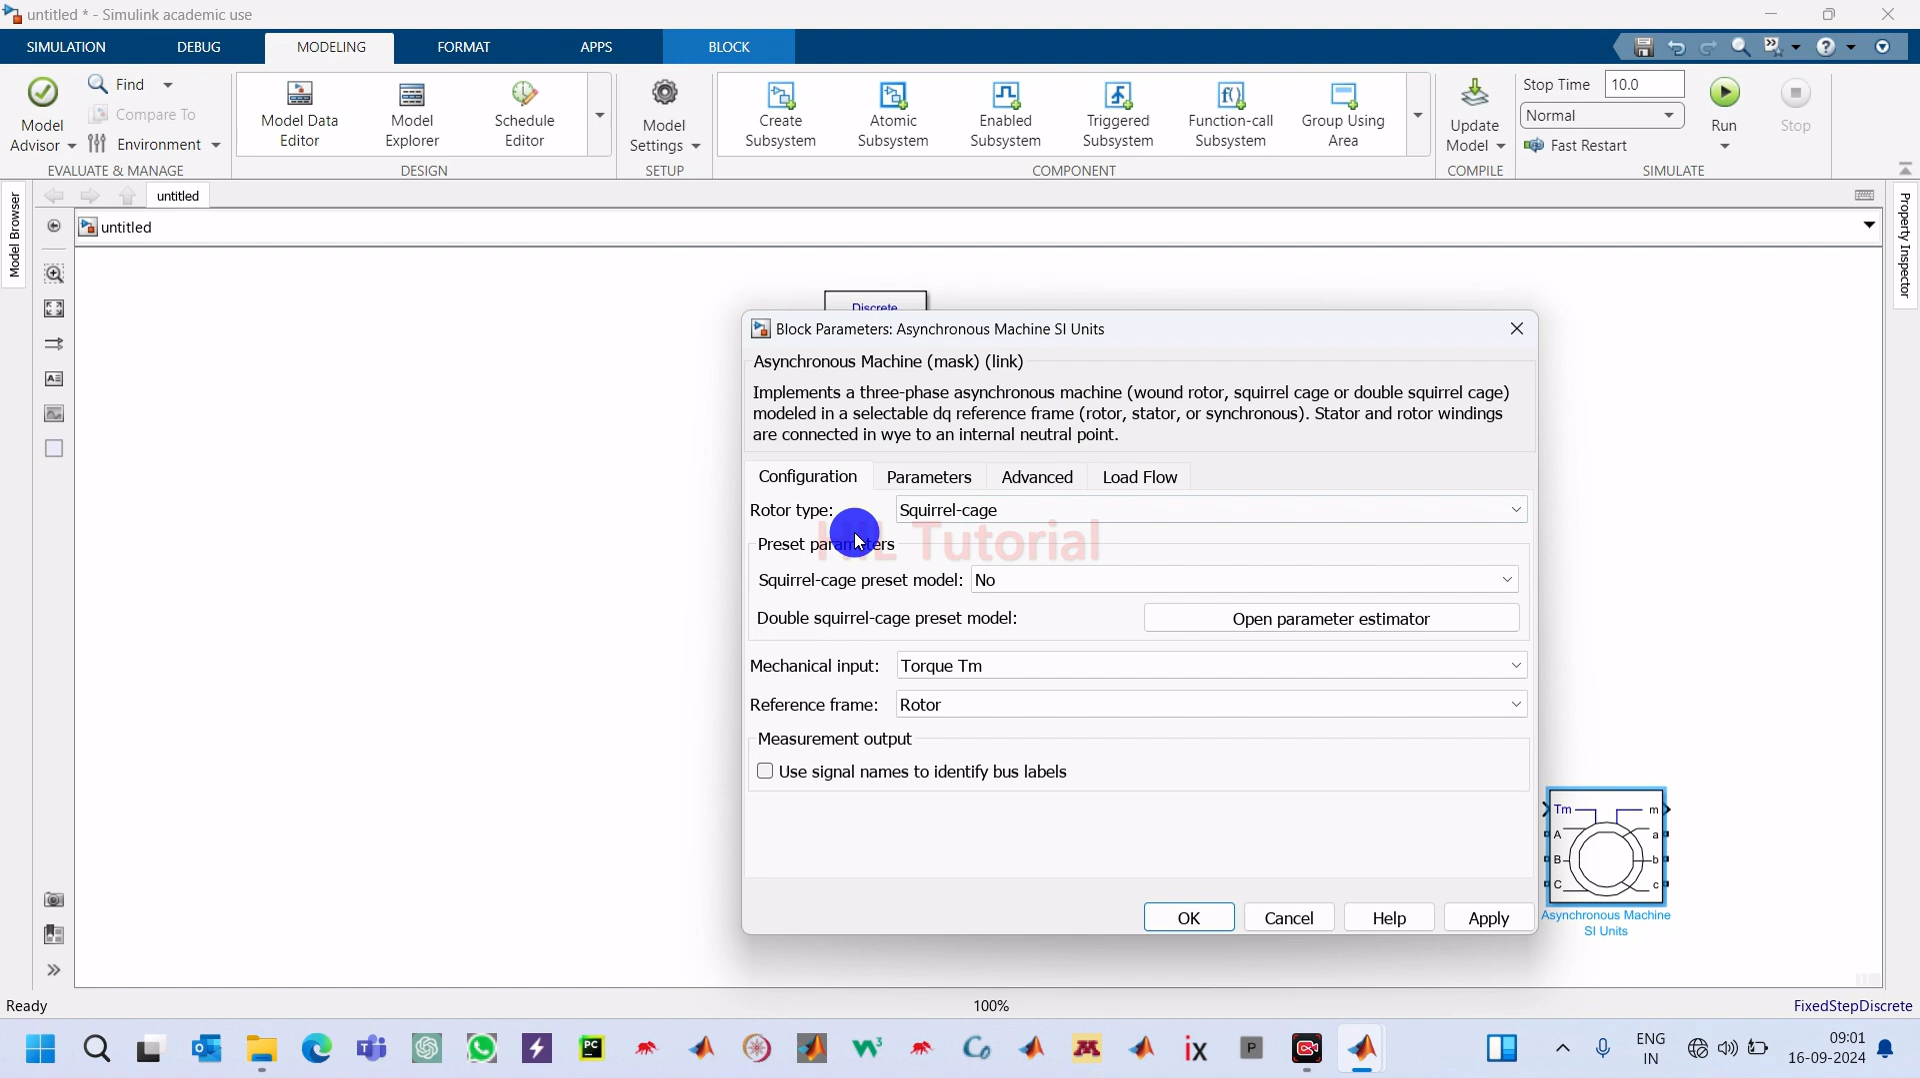 untitled * - Simulink academic use
SIMULATION DEBUG MODELING FORMAT APPS BLOCK
Model Advisor
Find
Compare To
Environment
EVALUATE & MANAGE
Model Data Editor
Model Explorer
Schedule Editor
DESIGN
Model Settings
SETUP
Create Subsystem
Atomic Subsystem
Enabled Subsystem
Triggered Subsystem
Function-call Subsystem
Group Using Area
COMPONENT
Update Model
COMPILE
Stop Time 10.0
Normal
Fast Restart
Run
Stop
SIMULATE
Model Browser
untitled
untitled
Property Inspector
Discrete
Block Parameters: Asynchronous Machine SI Units
Asynchronous Machine (mask) (link)
Implements a three-phase asynchronous machine (wound rotor, squirrel cage or double squirrel cage)
modeled in a selectable dq reference frame (rotor, stator, or synchronous). Stator and rotor windings
are connected in wye to an internal neutral point.
Configuration Parameters Advanced Load Flow
Rotor type: Squirrel-cage
Tutorial
Preset parameters
Squirrel-cage preset model: No
Double squirrel-cage preset model: Open parameter estimator
Mechanical input: Torque Tm
Reference frame: Rotor
Measurement output
Use signal names to identify bus labels
OK Cancel Help Apply
Tm m
A a
B b
C c
Asynchronous Machine
SI Units
Ready 100% FixedStepDiscrete
ENG
IN
09:01
16-09-2024